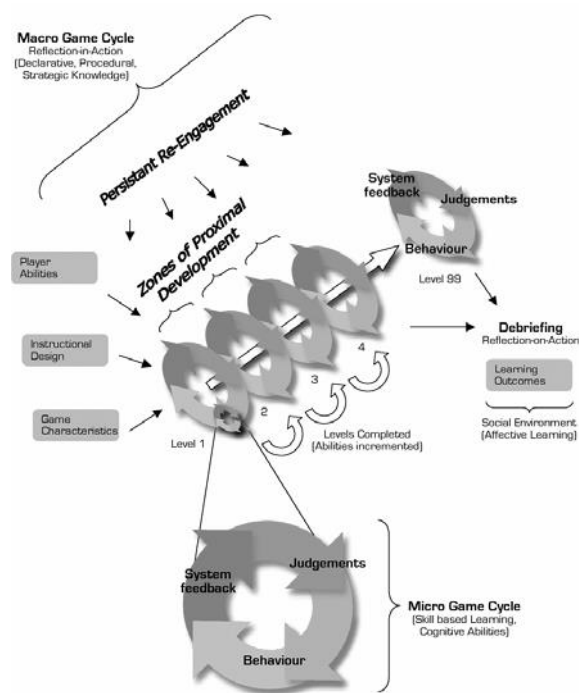 Macro Game Cycle
Reflection-in-Action
(Declarative, Procedural,
Strategic Knowledge)
Persistant Re-Engagement
Zones of Proximal
Development
Player
Abilities
Instructional
Design
Game
Characteristics
Level 1
2
3
4
Levels Completed
(Abilities incremented)
System
feedback
Judgements
Behaviour
Level 99
Debriefing
Reflection-on-Action
Learning
Outcomes
Social Environment
(Affective Learning)
System
feedback
Judgements
Behaviour
Micro Game Cycle
(Skill based Learning,
Cognitive Abilities)